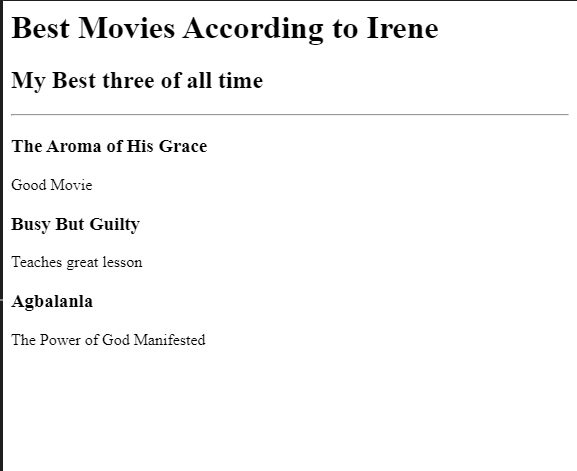 Best Movies According to Irene
My Best three of all time
The Aroma of His Grace
Good Movie
Busy But Guilty
Teaches great lesson
Agbalanla
The Power of God Manifested